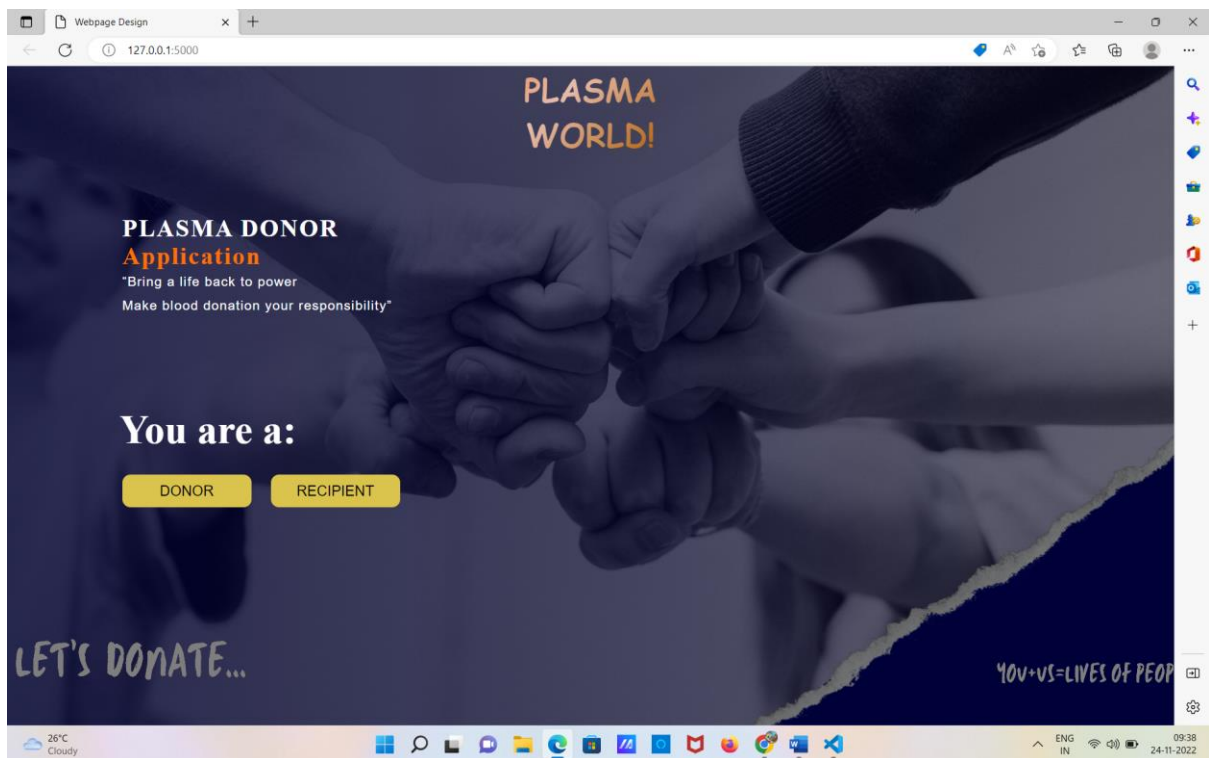 Webpage Design
127.0.0.1:5000
PLASMA
WORLD!
PLASMA DONOR
Application
"Bring a life back to power
Make blood donation your responsibility"
You are a:
DONOR
RECIPIENT
LET'S DONATE...
YOU+US=LIVES OF PEOP
26°C
Cloudy
ENG
IN
09:38
24-11-2022